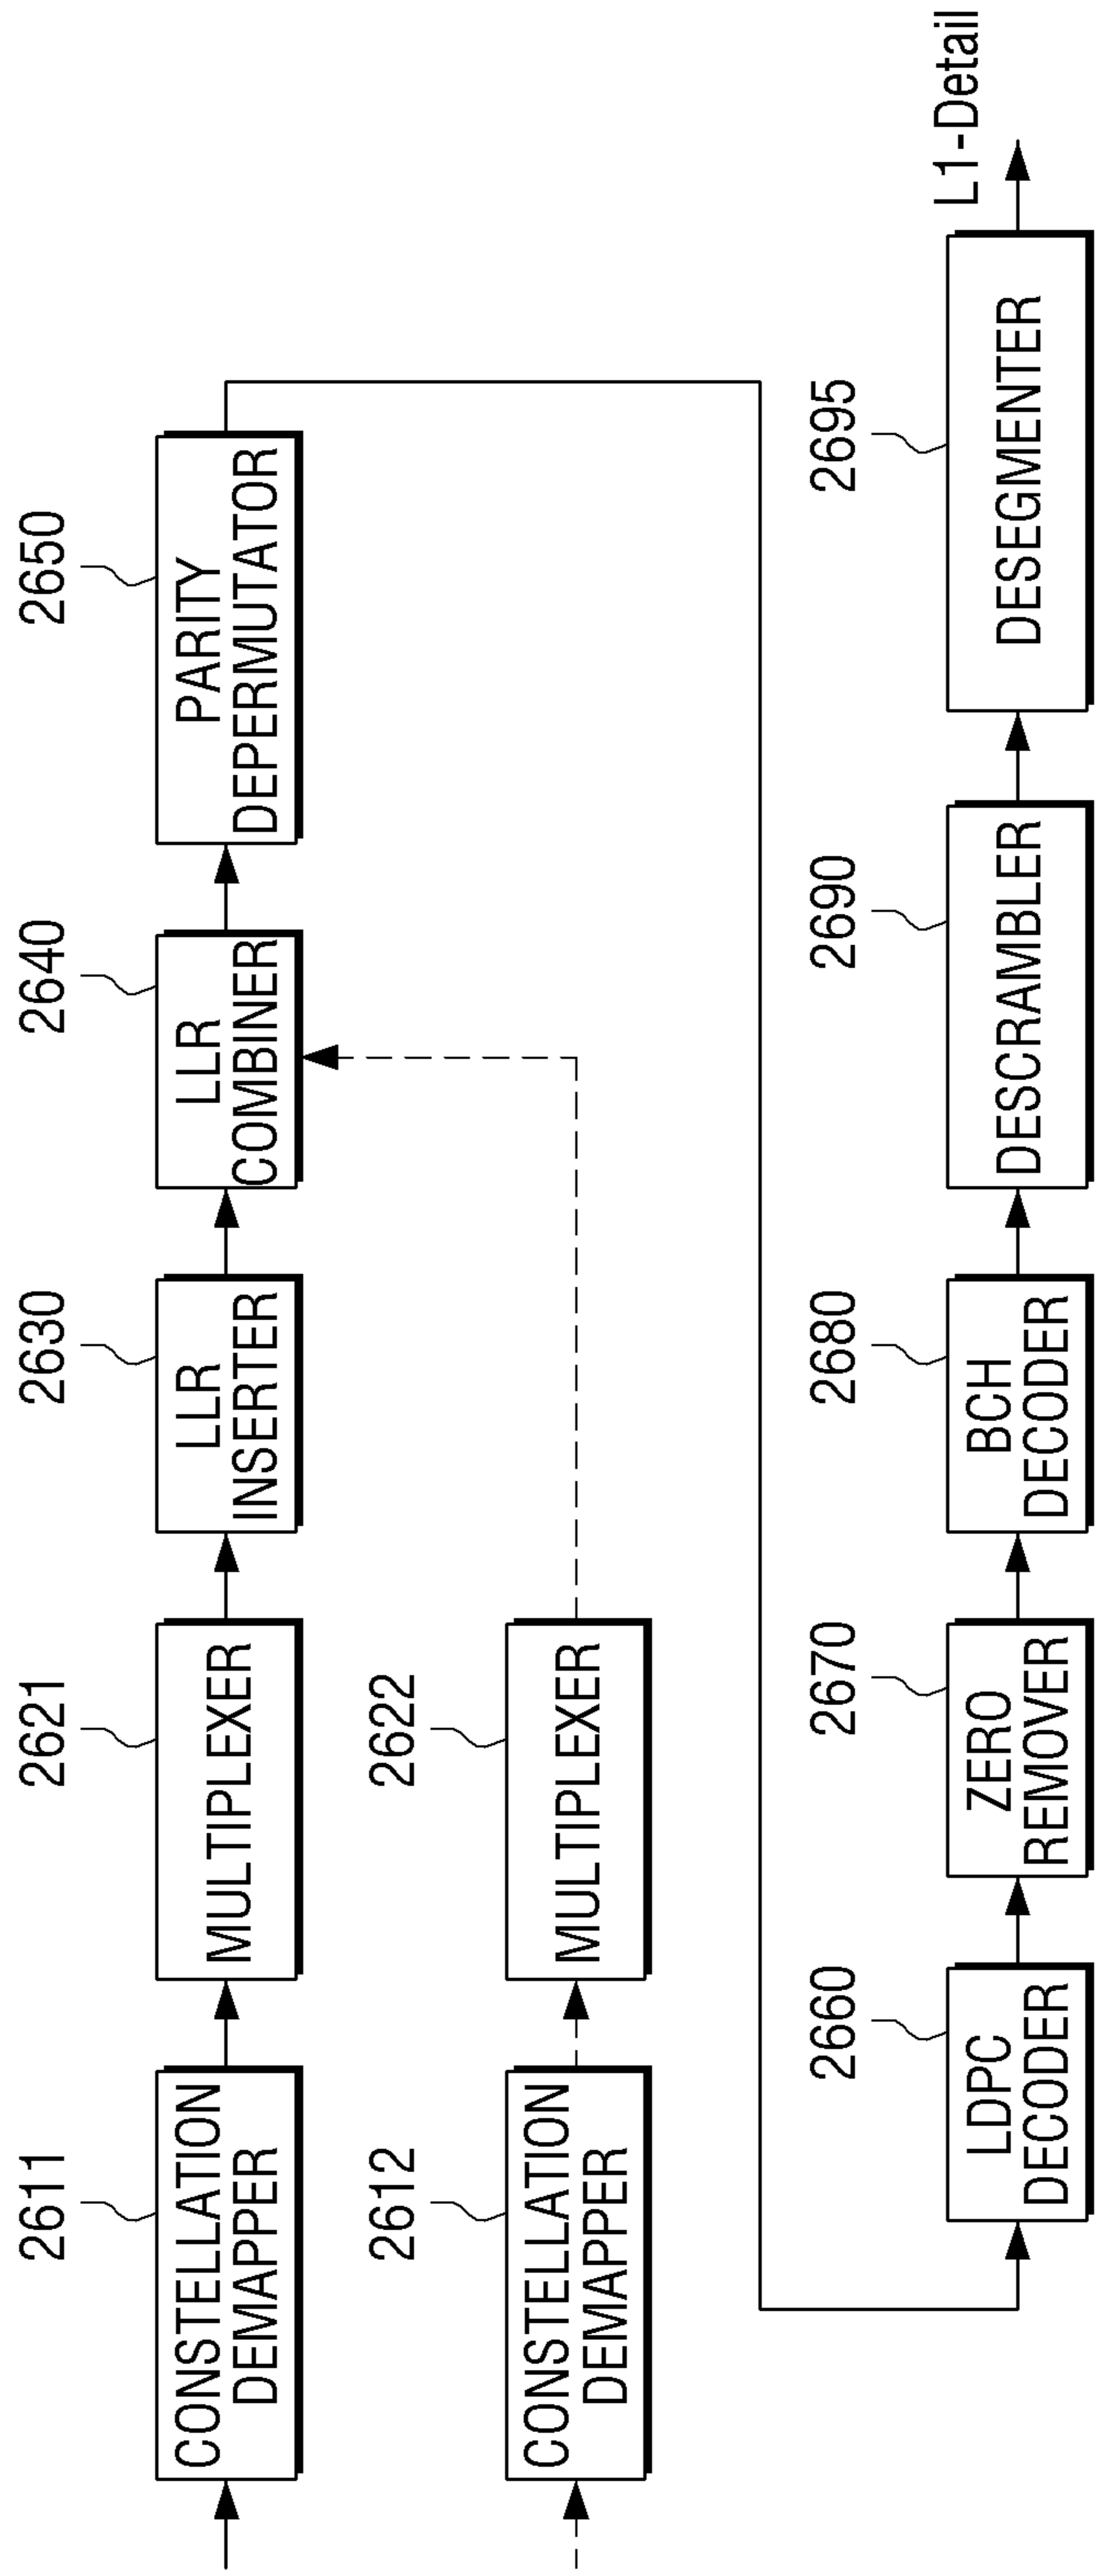 2611
CONSTELLATION
DEMAPPER
2621
MULTIPLEXER
2630
LLR
INSERTER
2640
LLR
COMBINER
2650
PARITY
DEPERMUTATOR
2612
CONSTELLATION
DEMAPPER
2622
MULTIPLEXER
2660
LDPC
DECODER
2670
ZERO
REMOVER
2680
BCH
DECODER
2690
DESCRAMBLER
2695
DESEGMENTER
L1-Detail